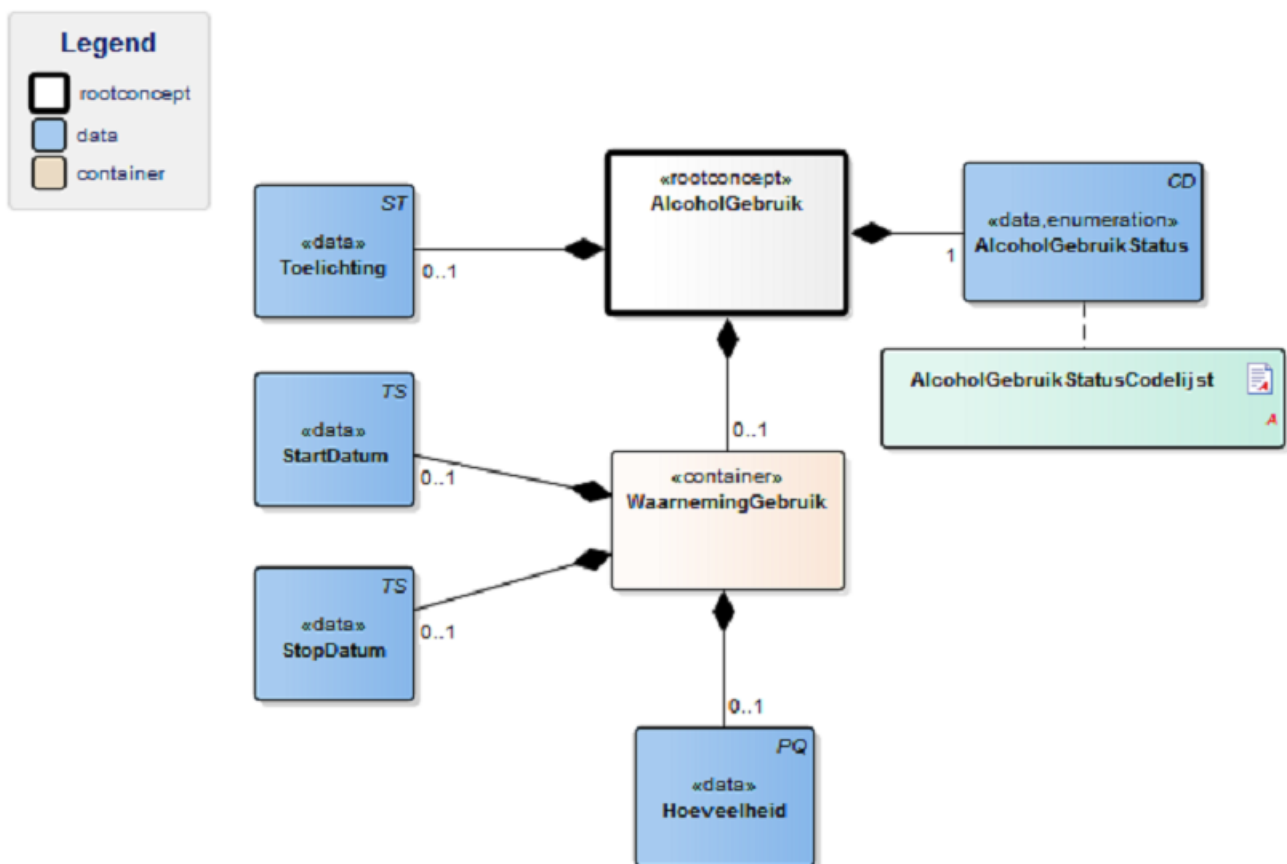 Legend
rootconcept
data
container
ST
«data»
Toelichting
0..1
«rootconcept»
AlcoholGebruik
CD
«data,enumeration»
AlcoholGebruikStatus
1
AlcoholGebruikStatusCodelijst
A
A
TS
«data»
StartDatum
0..1
0..1
«container»
WaarnemingGebruik
TS
«data»
StopDatum
0..1
0..1
PQ
«data»
Hoeveelheid